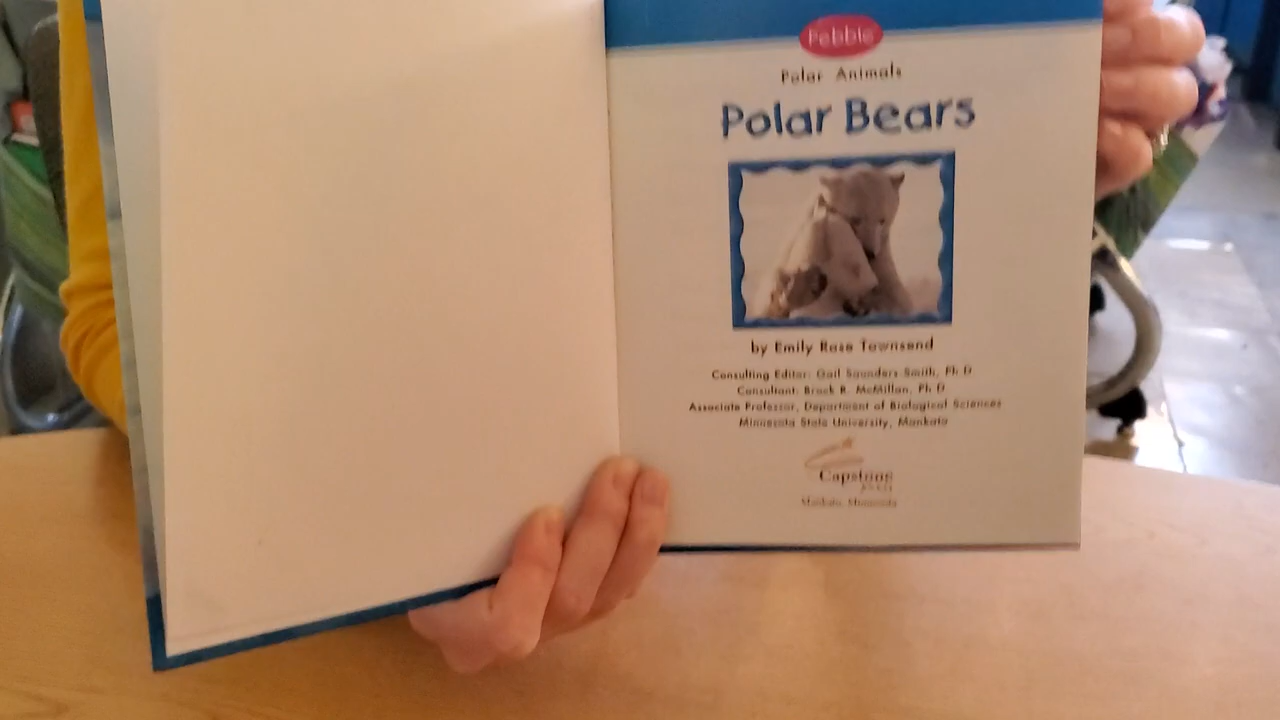 Pebble
Polar Animals
Polar Bears
by Emily Rose Townsend
Consulting Editor: Gail Saunders-Smith, Ph D
Consultant: Brock R. McMillan, Ph D
Associate Professor, Department of Biological Sciences
Minnesota State University, Mankato
Capstone
Press
Mankato, Minnesota